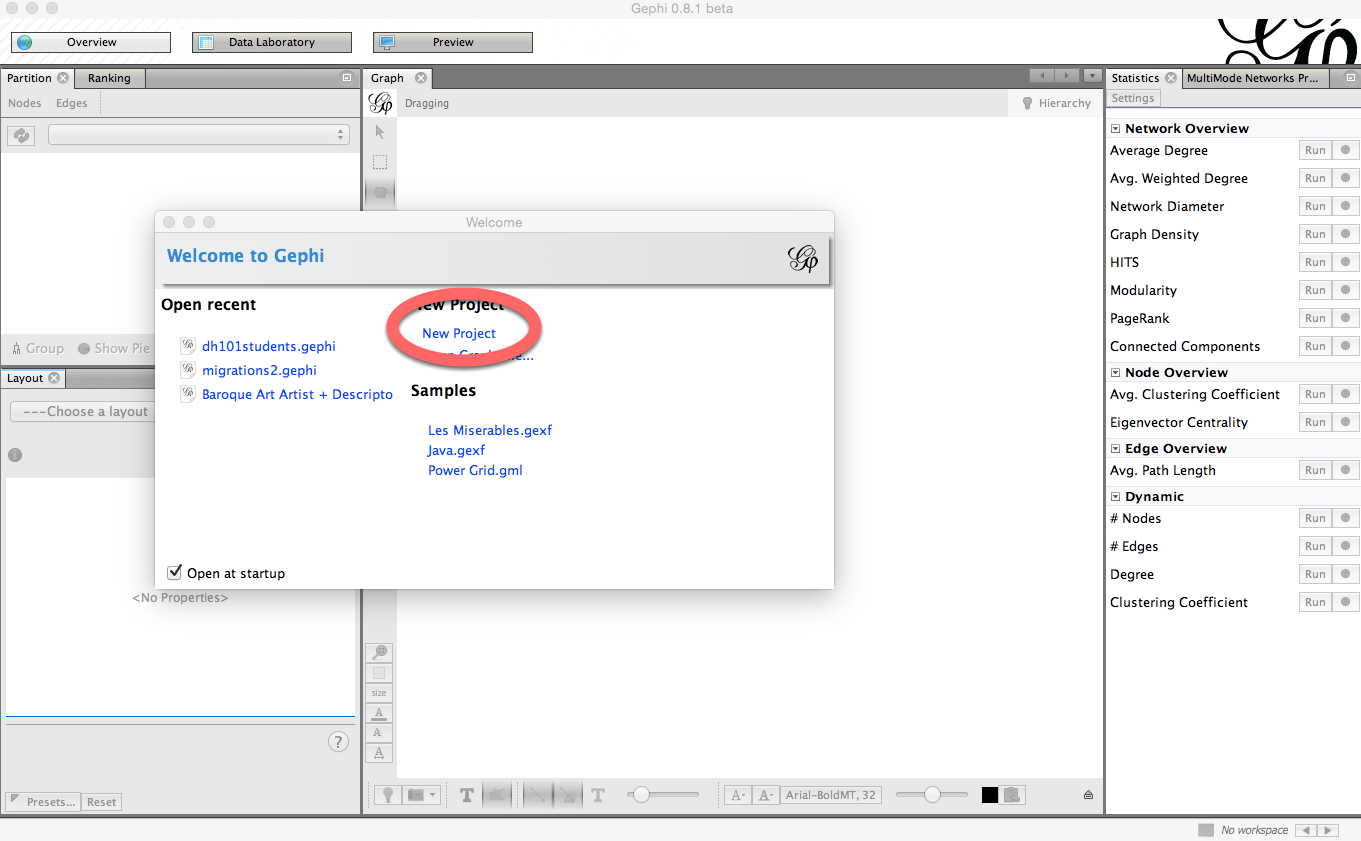 Gephi 0.8.1 beta
Overview
Data Laboratory
Preview
Partition
Ranking
Nodes
Edges
Graph
Dragging
Hierarchy
Statistics
MultiMode Networks Pr...
Settings
Network Overview
Average Degree Run
Avg. Weighted Degree Run
Network Diameter Run
Graph Density Run
HITS Run
Modularity Run
PageRank Run
Connected Components Run
Node Overview
Avg. Clustering Coefficient Run
Eigenvector Centrality Run
Edge Overview
Avg. Path Length Run
Dynamic
# Nodes Run
# Edges Run
Degree Run
Clustering Coefficient Run
Welcome
Welcome to Gephi
Open recent
dh101students.gephi
migrations2.gephi
Baroque Art Artist + Descripto
New Project
New Project
Samples
Les Miserables.gexf
Java.gexf
Power Grid.gml
Open at startup
Group
Show Pie
Layout
---Choose a layout
<No Properties>
?
Presets...
Reset
size
A
A
A
T
T
A-
A-
Arial-BoldMT, 32
No workspace